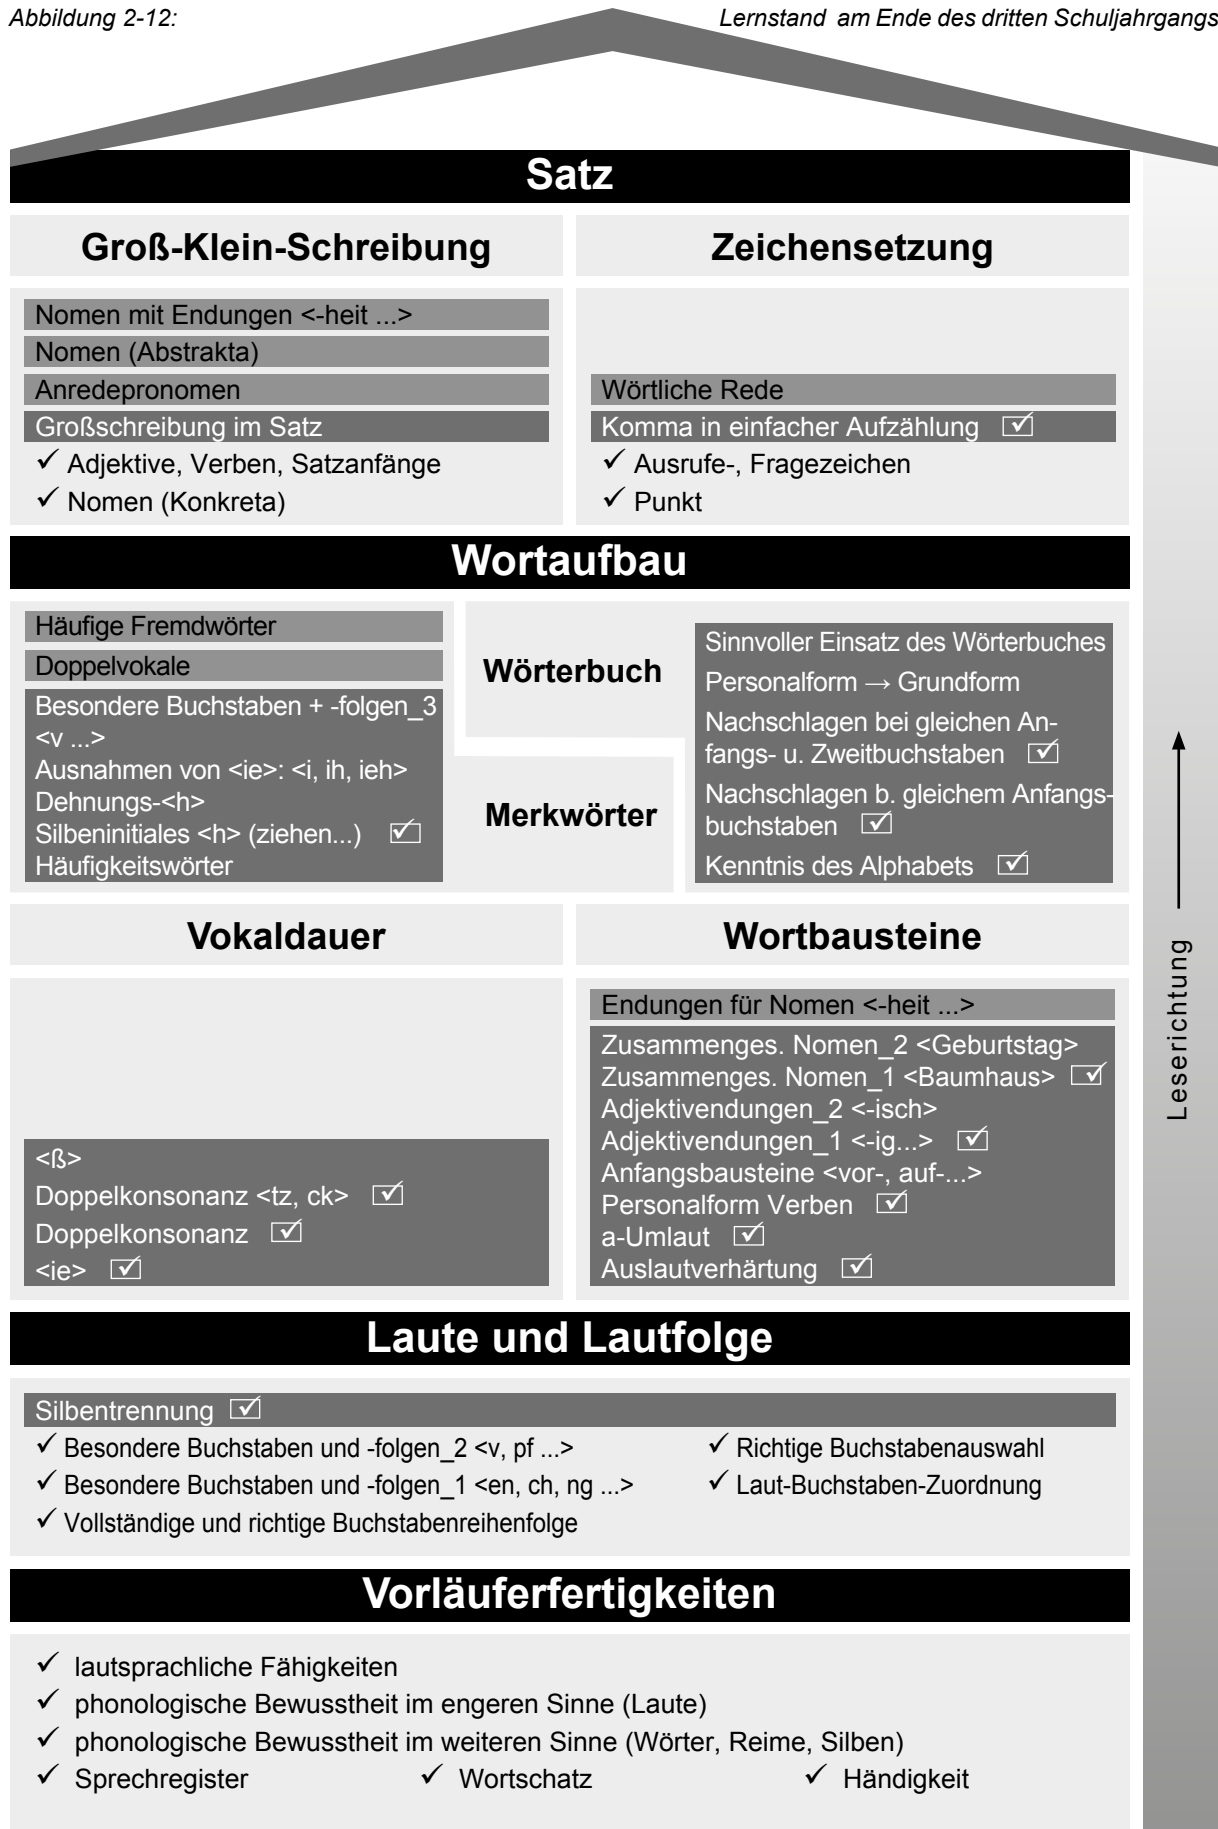 Abbildung 2-12:
Lernstand am Ende des dritten Schuljahrgangs
Satz
Groß-Klein-Schreibung
Nomen mit Endungen <-heit ...>
Nomen (Abstrakta)
Anredepronomen
Großschreibung im Satz
✓ Adjektive, Verben, Satzanfänge
✓ Nomen (Konkreta)
Zeichensetzung
Wörtliche Rede
Komma in einfacher Aufzählung ☑
✓ Ausrufe-, Fragezeichen
✓ Punkt
Wortaufbau
Häufige Fremdwörter
Doppelvokale
Besondere Buchstaben + -folgen_3
<v ...>
Ausnahmen von <ie>: <i, ih, ieh>
Dehnungs-<h>
Silbeninitiales <h> (ziehen...) ☑
Häufigkeitswörter
Wörterbuch
Merkwörter
Sinnvoller Einsatz des Wörterbuches
Personalform → Grundform
Nachschlagen bei gleichen An-
fangs- u. Zweitbuchstaben ☑
Nachschlagen b. gleichem Anfangs-
buchstaben ☑
Kenntnis des Alphabets ☑
Vokaldauer
<ß>
Doppelkonsonanz <tz, ck> ☑
Doppelkonsonanz ☑
<ie> ☑
Wortbausteine
Endungen für Nomen <-heit ...>
Zusammenges. Nomen_2 <Geburtstag>
Zusammenges. Nomen_1 <Baumhaus> ☑
Adjektivendungen_2 <-isch>
Adjektivendungen_1 <-ig...> ☑
Anfangsbausteine <vor-, auf-...>
Personalform Verben ☑
a-Umlaut ☑
Auslautverhärtung ☑
Laute und Lautfolge
Silbentrennung ☑
✓ Besondere Buchstaben und -folgen_2 <v, pf ...>
✓ Besondere Buchstaben und -folgen_1 <en, ch, ng ...>
✓ Vollständige und richtige Buchstabenreihenfolge
✓ Richtige Buchstabenauswahl
✓ Laut-Buchstaben-Zuordnung
Vorläuferfertigkeiten
✓ lautsprachliche Fähigkeiten
✓ phonologische Bewusstheit im engeren Sinne (Laute)
✓ phonologische Bewusstheit im weiteren Sinne (Wörter, Reime, Silben)
✓ Sprechregister ✓ Wortschatz ✓ Händigkeit
Leserichtung